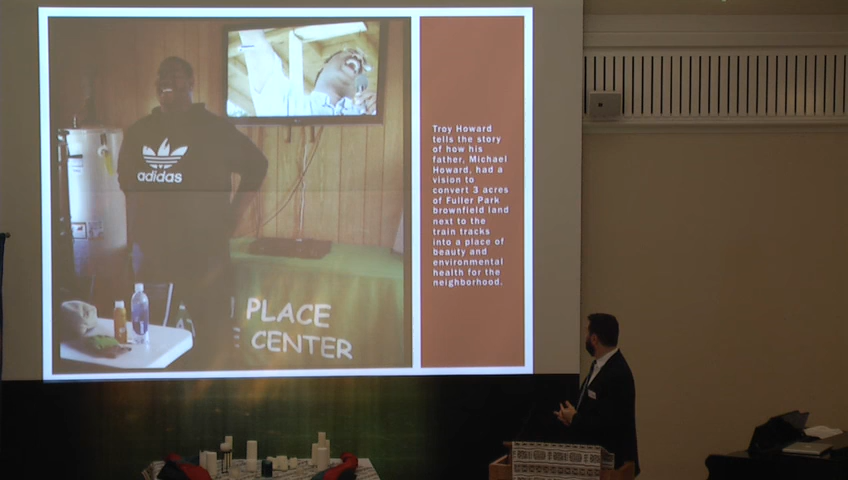 adidas
PLACE
CENTER
Troy Howard
tells the story
of how his
father, Michael
Howard, had a
vision to
convert 3 acres
of Fuller Park
brownfield land
next to the
train tracks
into a place of
beauty and
environmental
health for the
neighborhood.